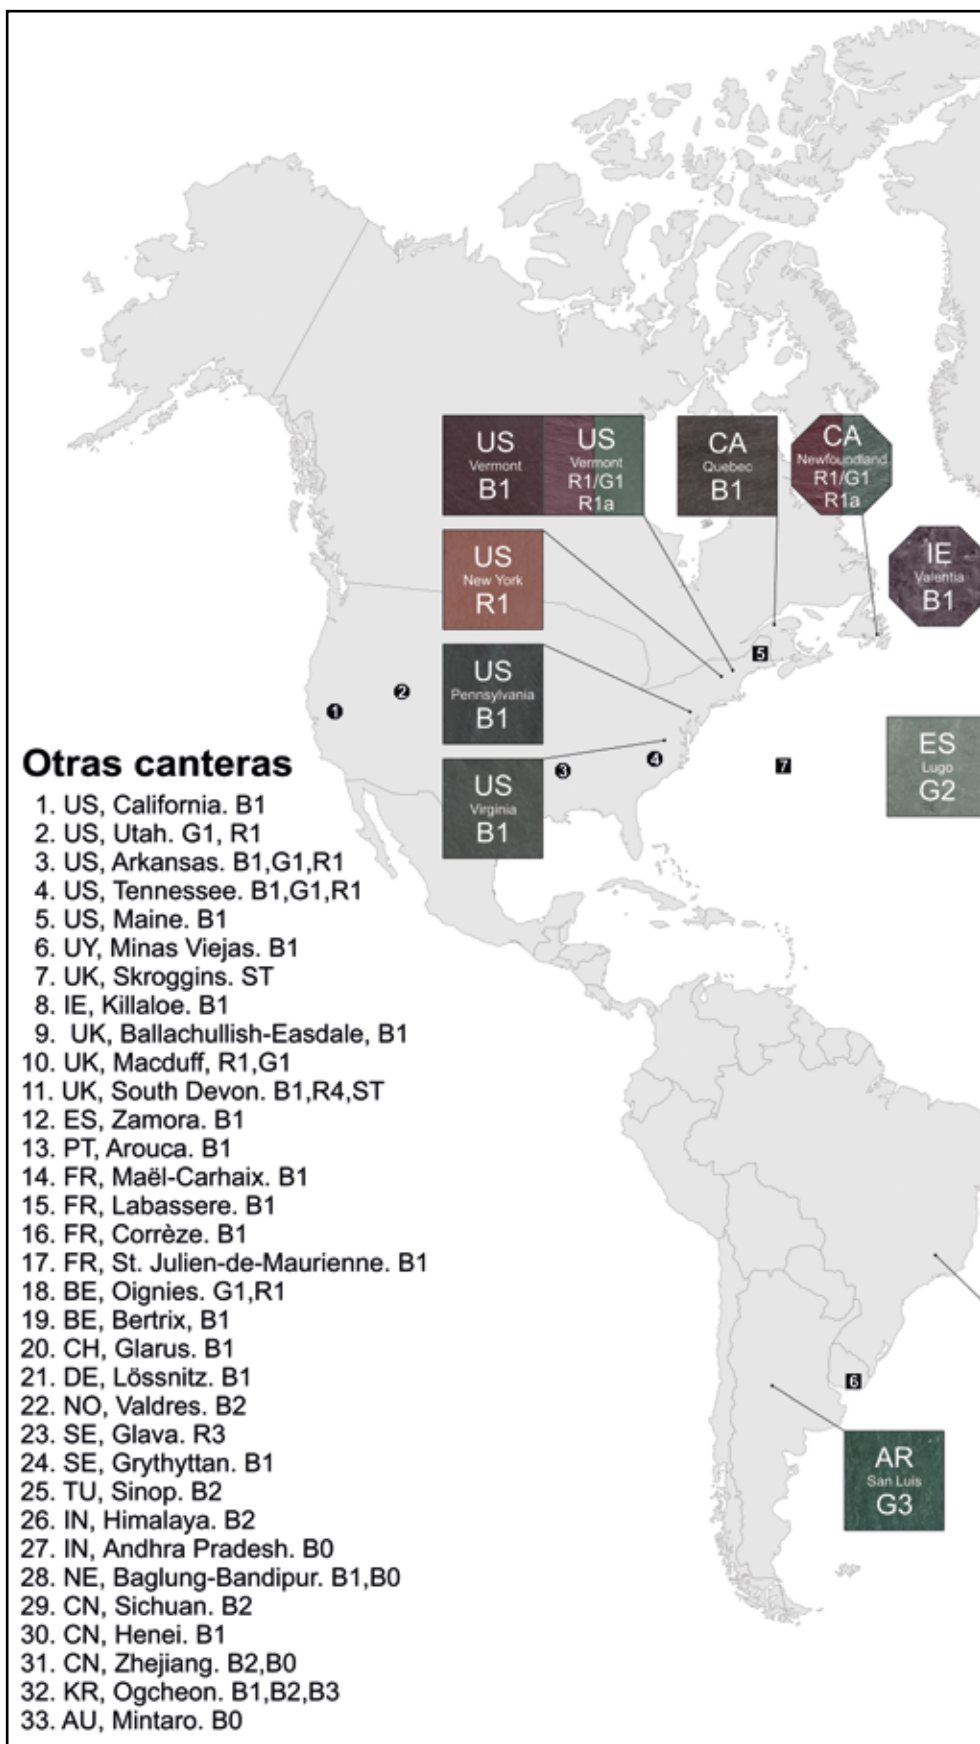 US
Vermont
B1
US
Vermont
R1/G1
R1a
CA
Quebec
B1
CA
Newfoundland
R1/G1
R1a
IE
Valentia
B1
US
New York
R1
US
Pennsylvania
B1
US
Virginia
B1
ES
Lugo
G2
5
2
1
4
3
7
6
AR
San Luis
G3
Otras canteras
1. US, California. B1
2. US, Utah. G1, R1
3. US, Arkansas. B1,G1,R1
4. US, Tennessee. B1,G1,R1
5. US, Maine. B1
6. UY, Minas Viejas. B1
7. UK, Skroggins. ST
8. IE, Killaloe. B1
9. UK, Ballachullish-Easdale, B1
10. UK, Macduff, R1,G1
11. UK, South Devon. B1,R4,ST
12. ES, Zamora. B1
13. PT, Arouca. B1
14. FR, Maël-Carhaix. B1
15. FR, Labassere. B1
16. FR, Corrèze. B1
17. FR, St. Julien-de-Maurienne. B1
18. BE, Oignies. G1,R1
19. BE, Bertrix, B1
20. CH, Glarus. B1
21. DE, Lössnitz. B1
22. NO, Valdres. B2
23. SE, Glava. R3
24. SE, Grythyttan. B1
25. TU, Sinop. B2
26. IN, Himalaya. B2
27. IN, Andhra Pradesh. B0
28. NE, Baglung-Bandipur. B1,B0
29. CN, Sichuan. B2
30. CN, Henei. B1
31. CN, Zhejiang. B2,B0
32. KR, Ogcheon. B1,B2,B3
33. AU, Mintaro. B0